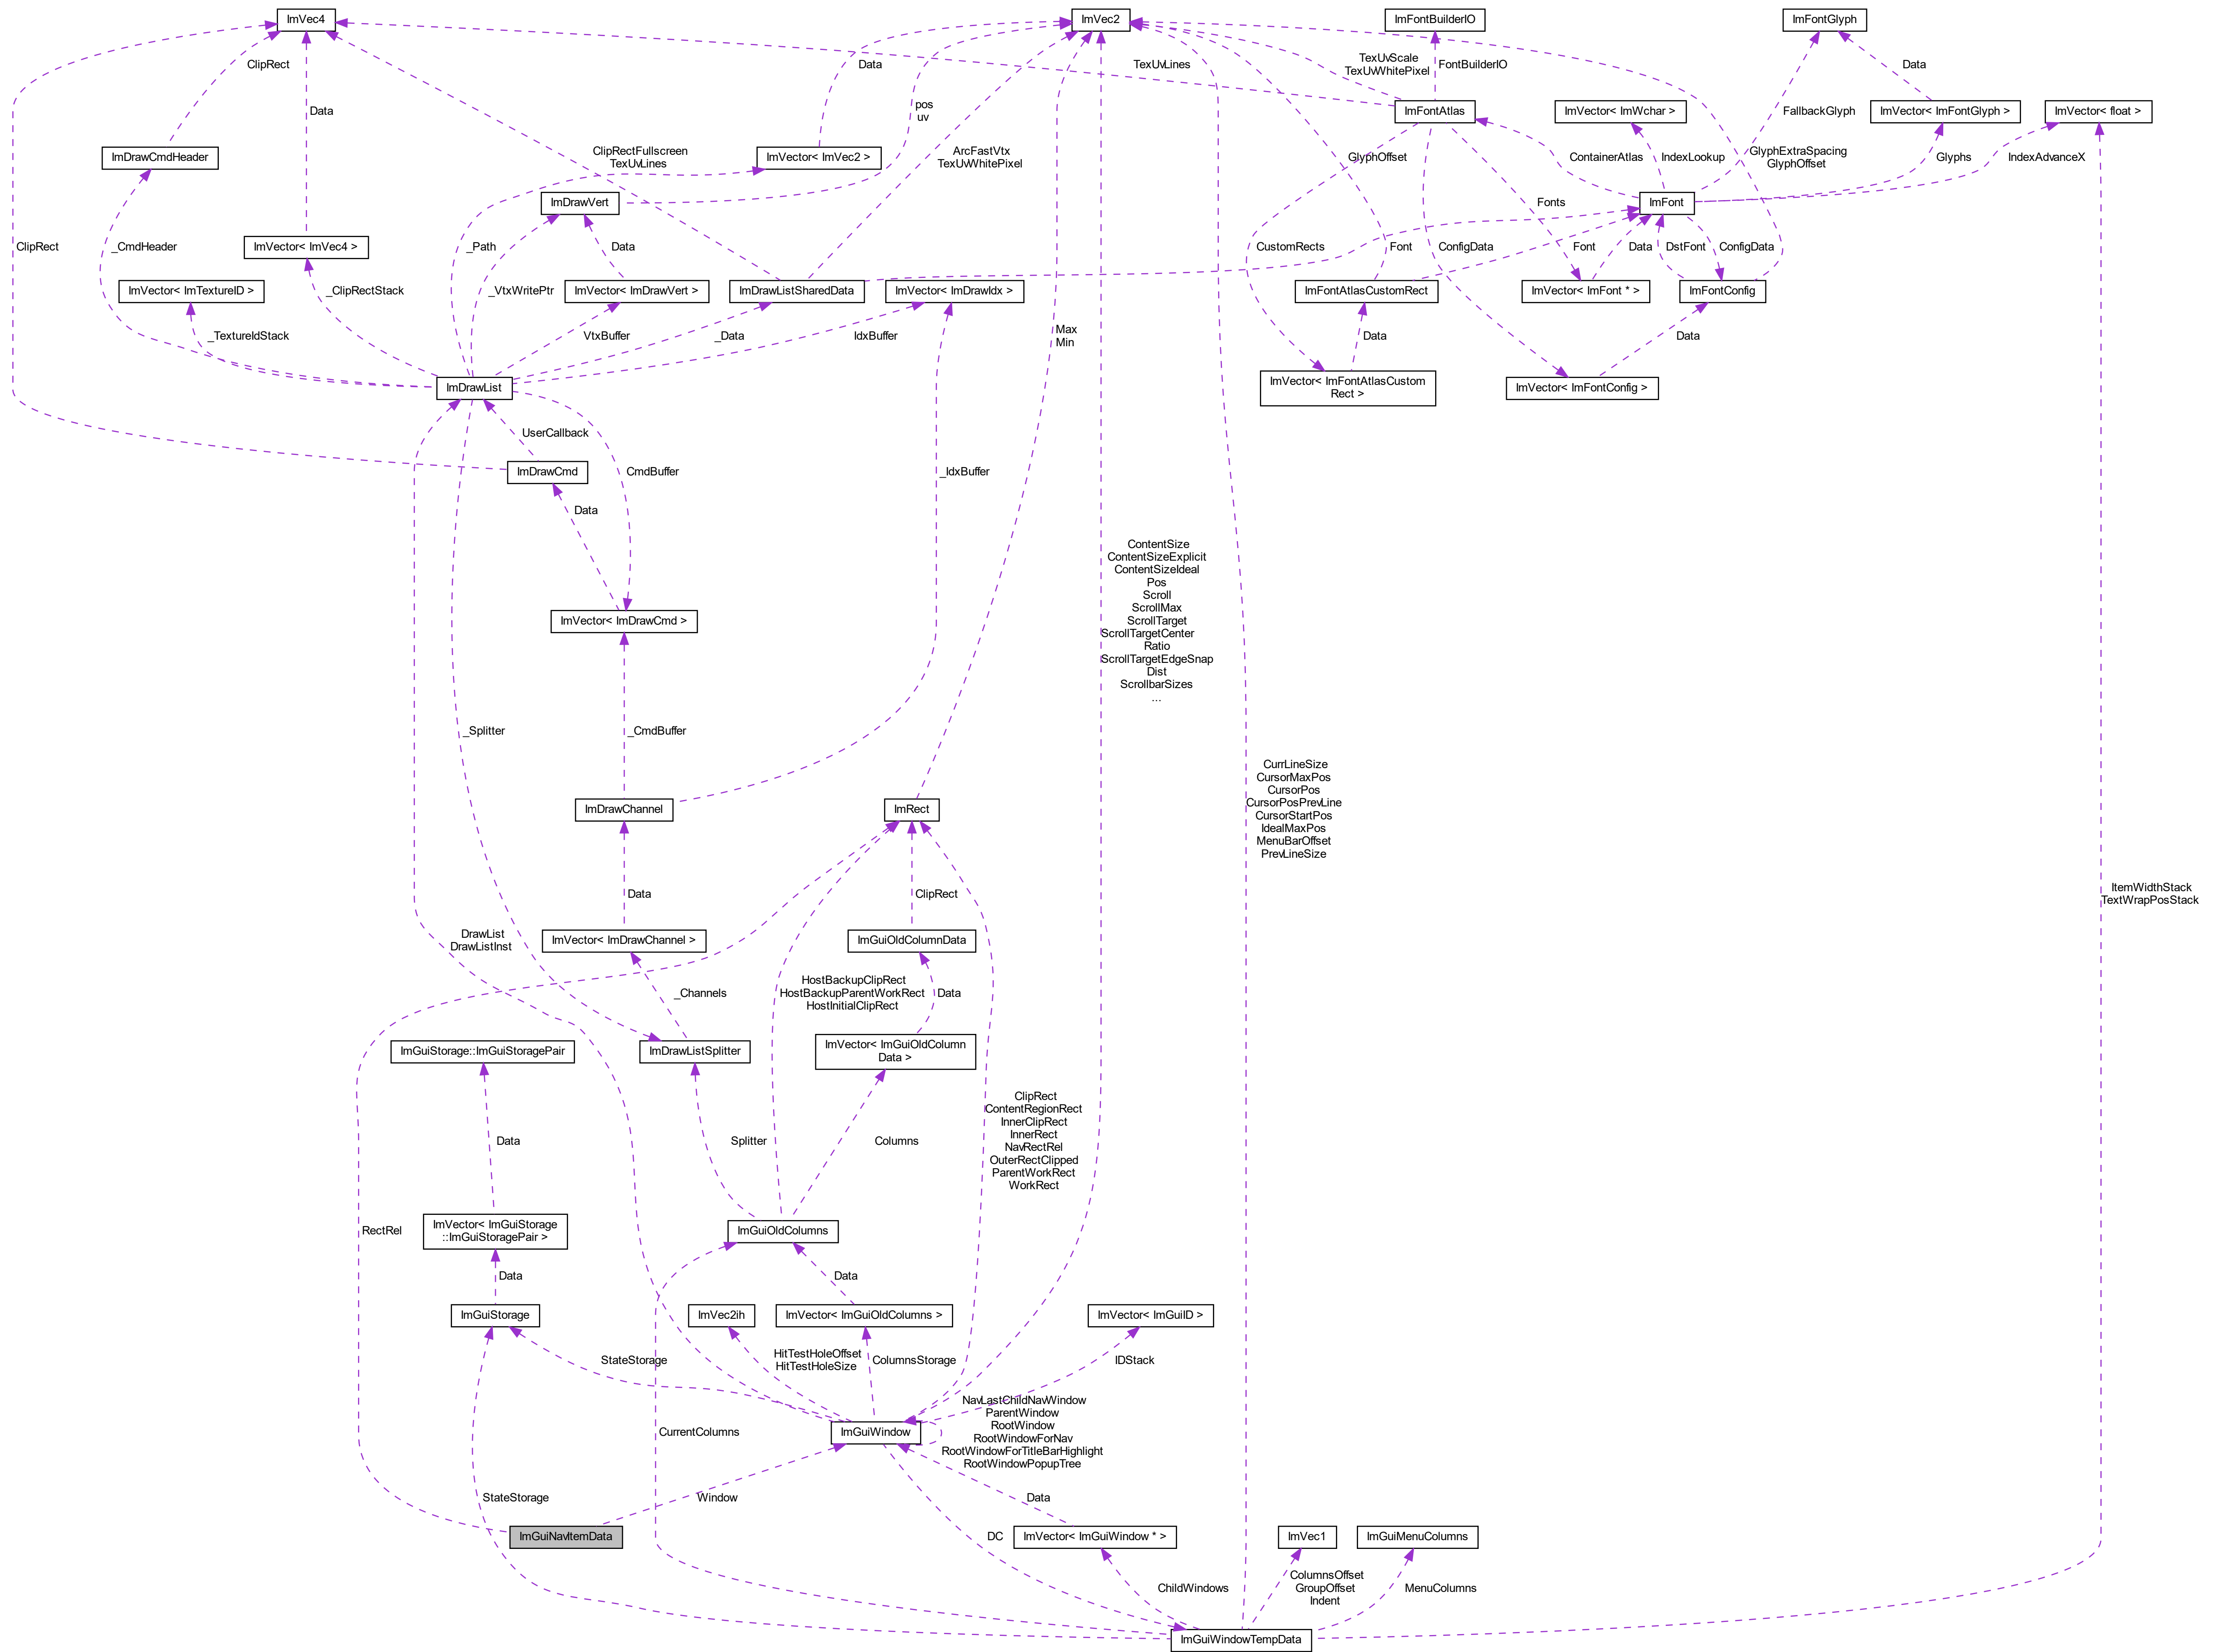 ImVec4
ImVec2
ImFontBuilderIO
ImFontGlyph
ClipRect
Data
TexUvLines
TexUvScale
TexUvWhitePixel
FontBuilderIO
Data
Data
pos
uv
ImFontAtlas
ImVector< ImWchar >
FallbackGlyph
ImVector< ImFontGlyph >
ImVector< float >
ImDrawCmdHeader
ClipRectFullscreen
TexUvLines
ImVector< ImVec2 >
ArcFastVtx
TexUvWhitePixel
GlyphOffset
ContainerAtlas
IndexLookup
GlyphExtraSpacing
GlyphOffset
Glyphs
IndexAdvanceX
ImDrawVert
Fonts
ImFont
ClipRect
_CmdHeader
ImVector< ImVec4 >
_Path
Data
CustomRects
Font
Font
ConfigData
Data
DstFont
ConfigData
ImVector< ImTextureID >
_ClipRectStack
_VtxWritePtr
ImVector< ImDrawVert >
ImDrawListSharedData
ImVector< ImDrawIdx >
ImFontAtlasCustomRect
ImVector< ImFont * >
ImFontConfig
_TextureIdStack
VtxBuffer
_Data
IdxBuffer
Max
Min
Data
Data
ImDrawList
ImVector< ImFontAtlasCustom
Rect >
ImVector< ImFontConfig >
UserCallback
ImDrawCmd
CmdBuffer
_IdxBuffer
Data
ContentSize
ContentSizeExplicit
ContentSizeIdeal
Pos
Scroll
ScrollMax
ScrollTarget
ScrollTargetCenter
Ratio
ScrollTargetEdgeSnap
Dist
ScrollbarSizes
...
ImVector< ImDrawCmd >
_Splitter
_CmdBuffer
CurrLineSize
CursorMaxPos
CursorPos
CursorPosPrevLine
CursorStartPos
IdealMaxPos
MenuBarOffset
PrevLineSize
ImDrawChannel
ImRect
Data
ClipRect
ItemWidthStack
TextWrapPosStack
DrawList
DrawListInst
ImVector< ImDrawChannel >
ImGuiOldColumnData
_Channels
HostBackupClipRect
HostBackupParentWorkRect
HostInitialClipRect
Data
ImGuiStorage::ImGuiStoragePair
ImDrawListSplitter
ImVector< ImGuiOldColumn
Data >
Data
Splitter
Columns
ClipRect
ContentRegionRect
InnerClipRect
InnerRect
NavRectRel
OuterRectClipped
ParentWorkRect
WorkRect
RectRel
ImVector< ImGuiStorage
::ImGuiStoragePair >
ImGuiOldColumns
Data
Data
ImGuiStorage
ImVec2ih
ImVector< ImGuiOldColumns >
ImVector< ImGuiID >
StateStorage
HitTestHoleOffset
HitTestHoleSize
ColumnsStorage
IDStack
CurrentColumns
ImGuiWindow
NavLastChildNavWindow
ParentWindow
RootWindow
RootWindowForNav
RootWindowForTitleBarHighlight
RootWindowPopupTree
StateStorage
Window
Data
ImGuiNavItemData
DC
ImVector< ImGuiWindow * >
ImVec1
ImGuiMenuColumns
ChildWindows
ColumnsOffset
GroupOffset
Indent
MenuColumns
ImGuiWindowTempData